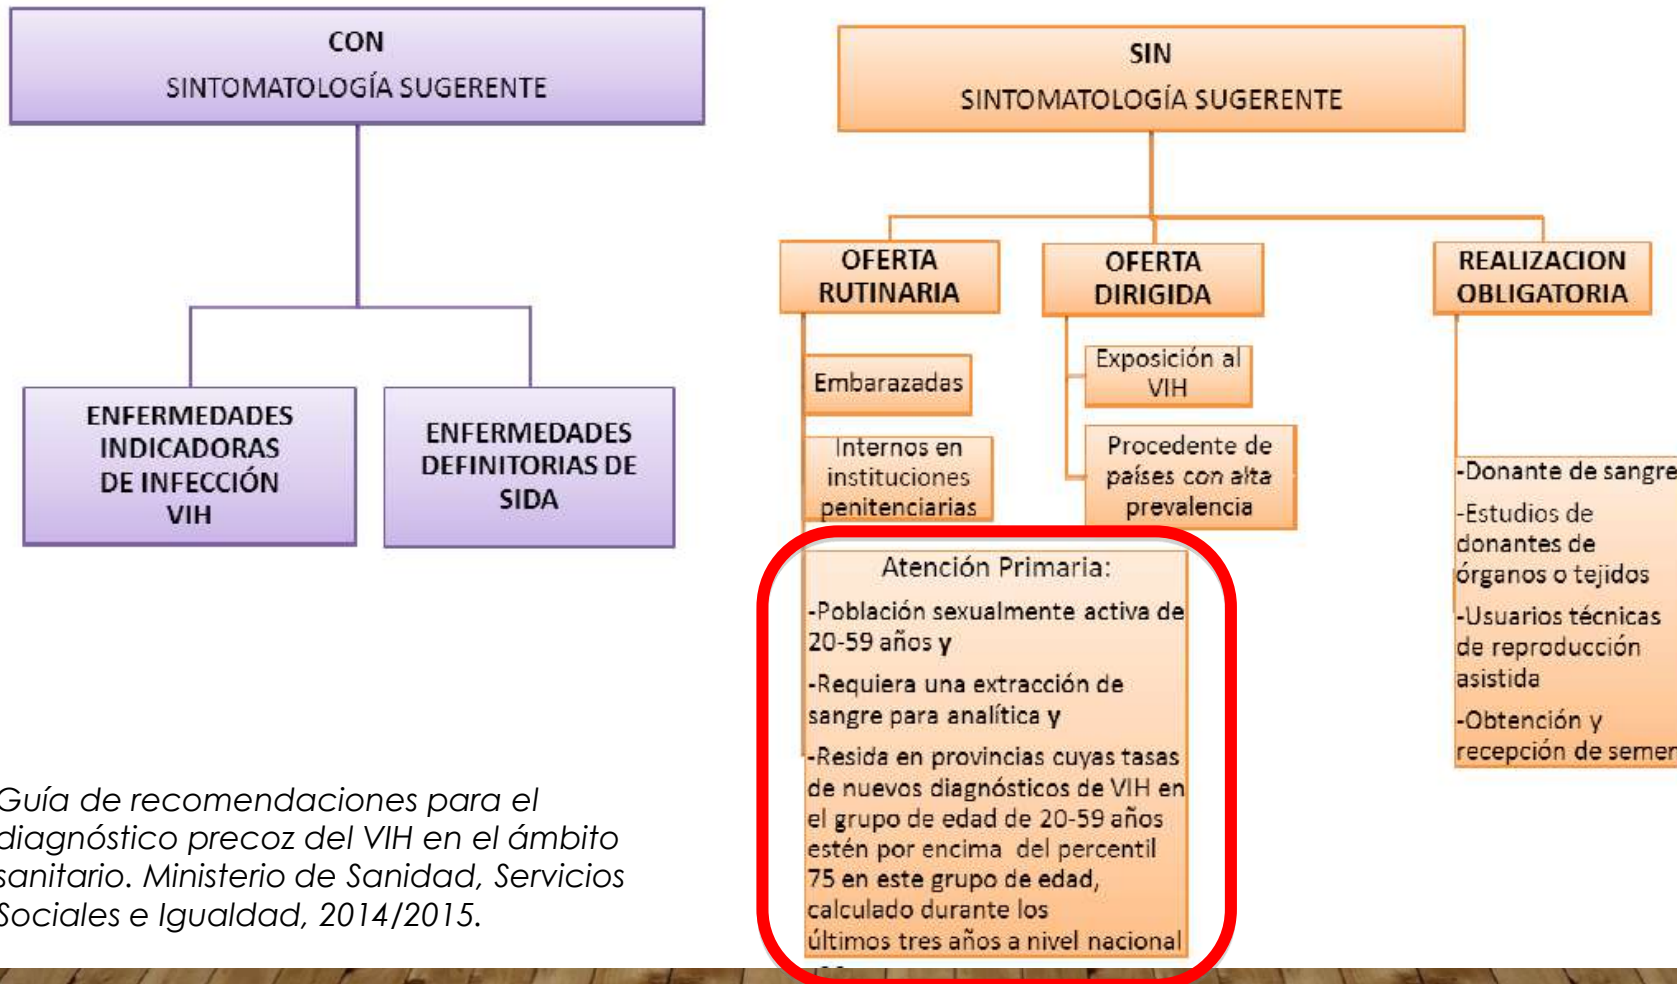 CON
SINTOMATOLOGÍA SUGERENTE
ENFERMEDADES
INDICADORAS
DE INFECCIÓN
VIH
ENFERMEDADES
DEFINITORIAS DE
SIDA
SIN
SINTOMATOLOGÍA SUGERENTE
OFERTA
RUTINARIA
Embarazadas
Internos en
instituciones
penitenciarias
Atención Primaria:
-Población sexualmente activa de
20-59 años y
-Requiera una extracción de
sangre para analítica y
-Resida en provincias cuyas tasas
de nuevos diagnósticos de VIH en
el grupo de edad de 20-59 años
estén por encima del percentil
75 en este grupo de edad,
calculado durante los
últimos tres años a nivel nacional
OFERTA
DIRIGIDA
Exposición al
VIH
Procedente de
países con alta
prevalencia
REALIZACION
OBLIGATORIA
-Donante de sangre
-Estudios de
donantes de
órganos o tejidos
-Usuarios técnicas
de reproducción
asistida
-Obtención y
recepción de semen
Guía de recomendaciones para el
diagnóstico precoz del VIH en el ámbito
sanitario. Ministerio de Sanidad, Servicios
Sociales e Igualdad, 2014/2015.